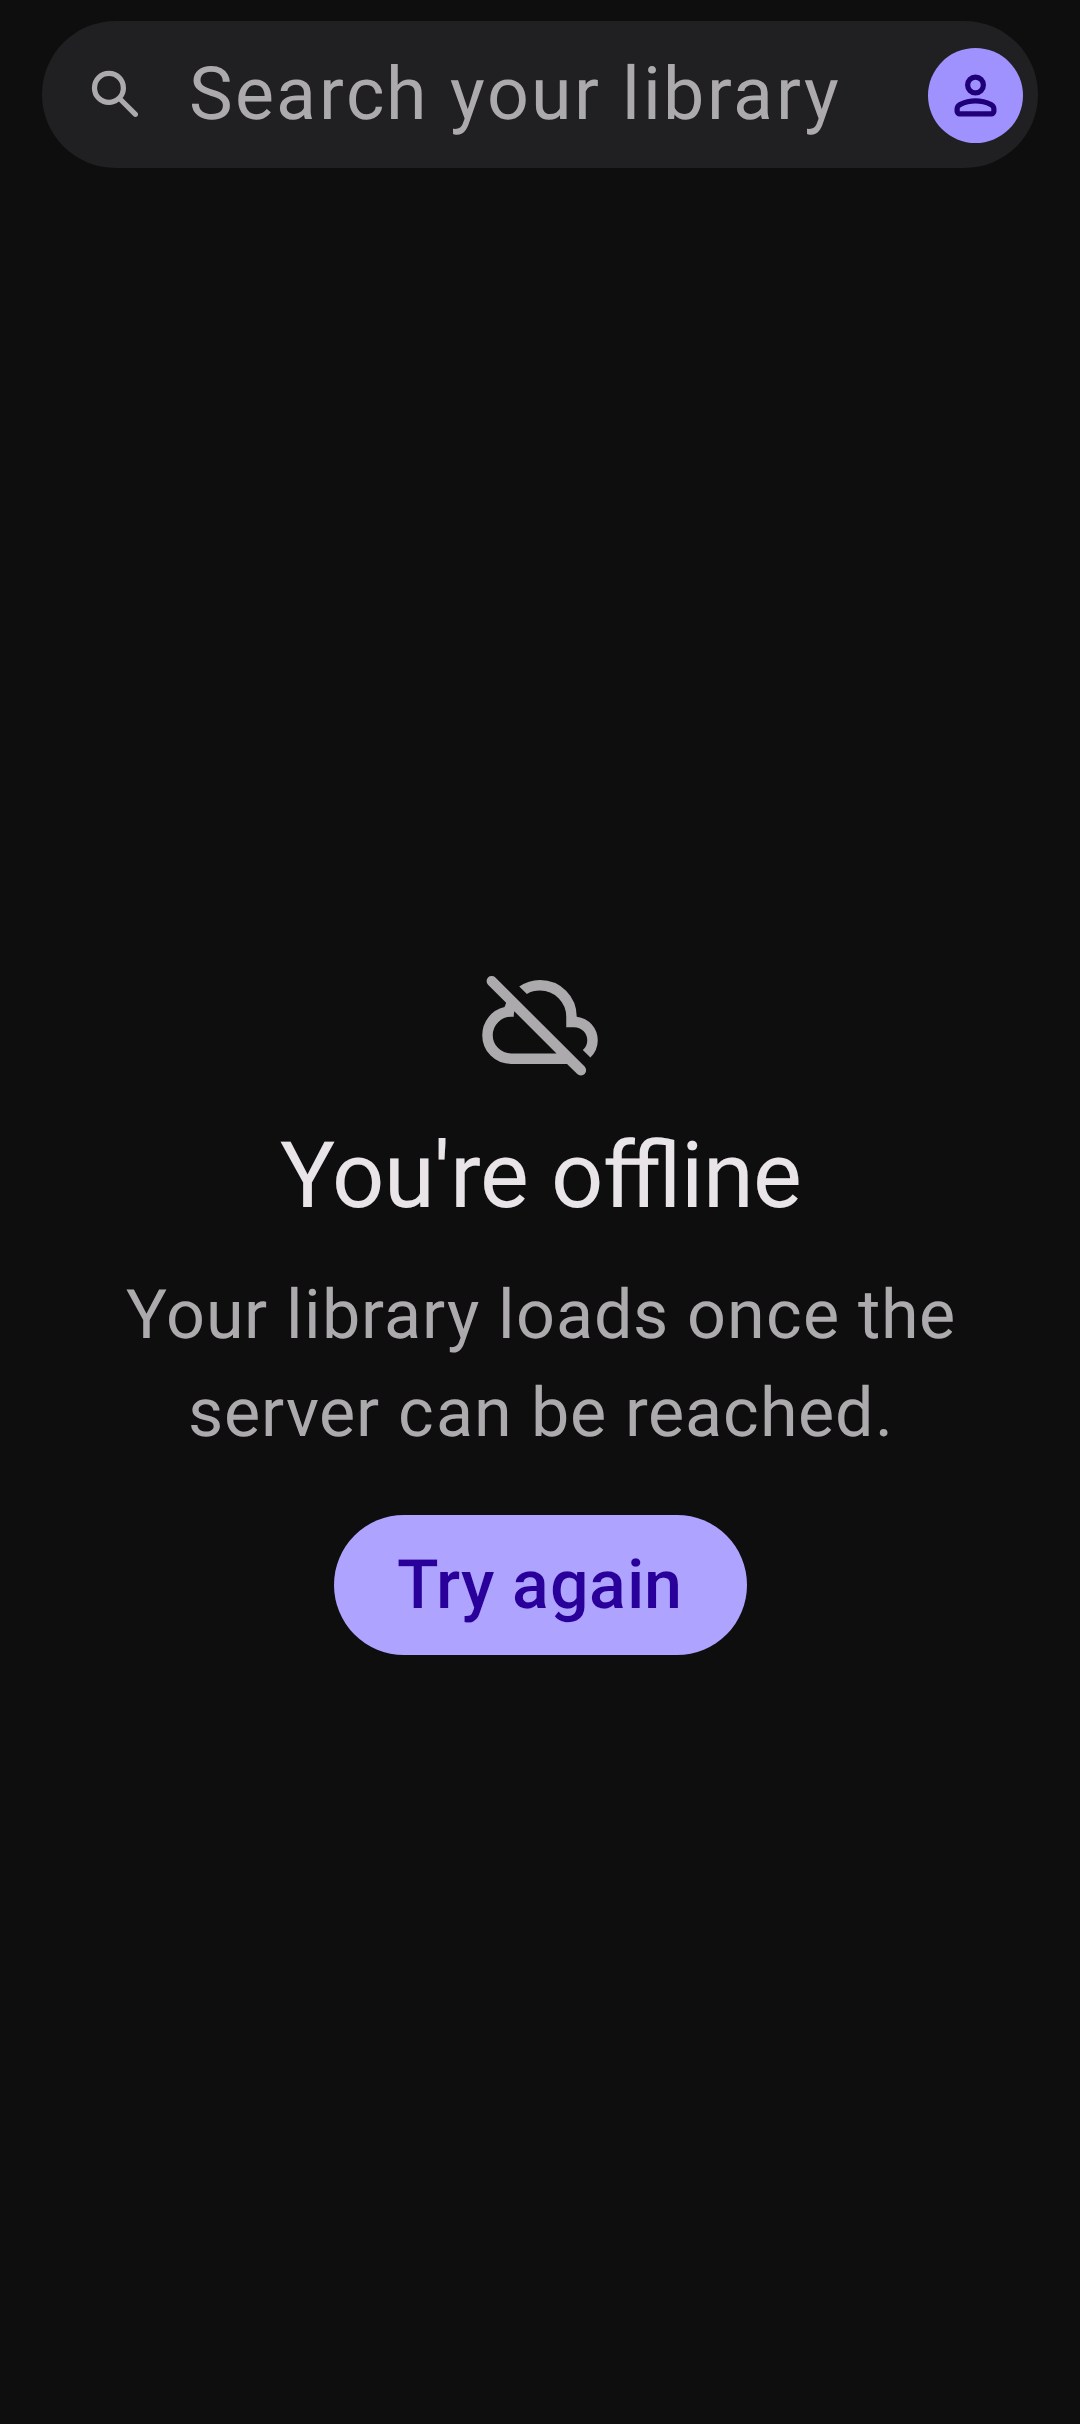 Search your library
You're offline
Your library loads once the
server can be reached.
Try again